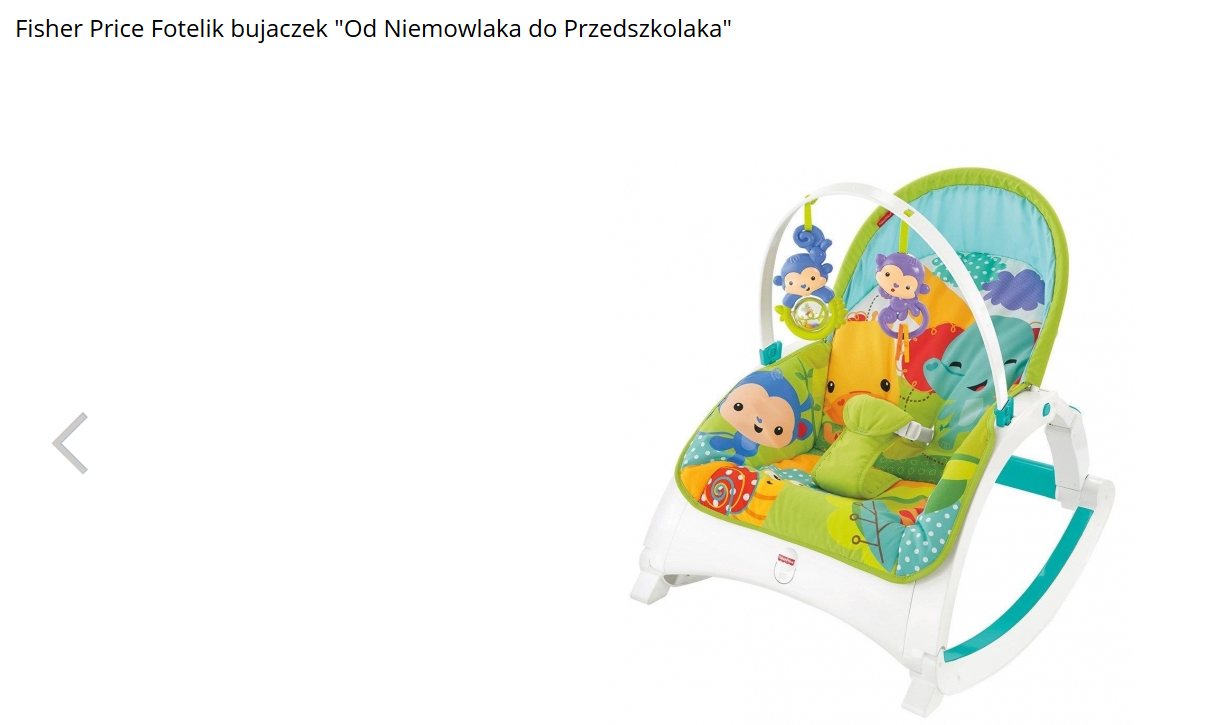 Fisher Price Fotelik bujaczek "Od Niemowlaka do Przedszkolaka"